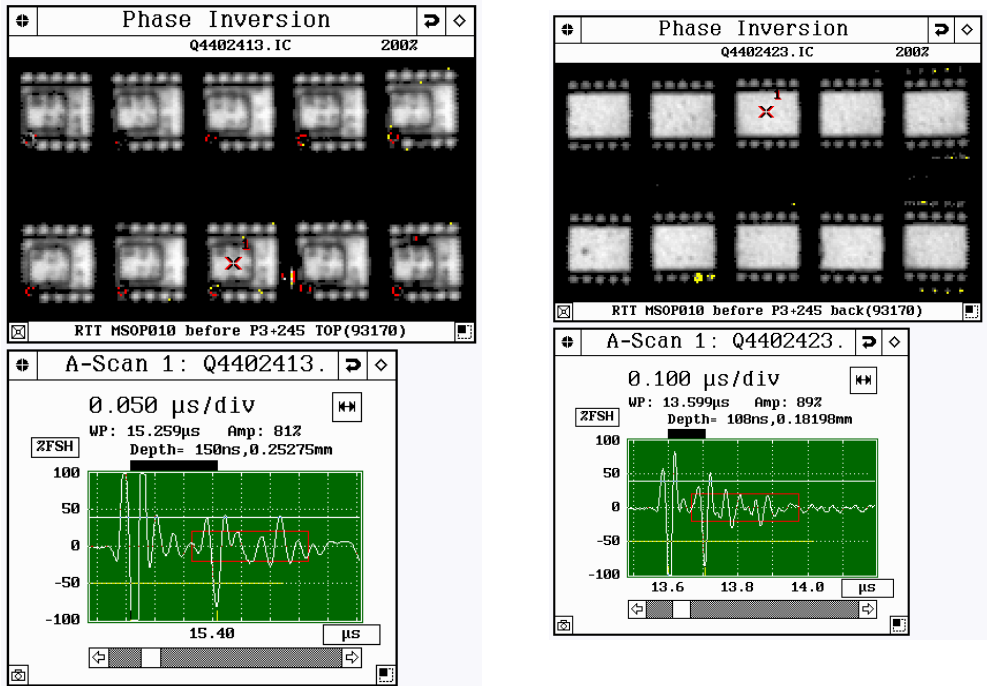 Phase Inversion
Q4402413.IC 200%
1
RTT MSOP010 before P3+245 TOP(93170)
A-Scan 1: Q4402413.
0.050 µs/div
WP: 15.259µs Amp: 81%
%FSH
Depth= 150ns,0.25275mm
100
50
0
-50
-100
15.40
µs
Phase Inversion
Q4402423.IC 200%
1
RTT MSOP010 before P3+245 back(93170)
A-Scan 1: Q4402423.
0.100 µs/div
WP: 13.599µs Amp: 89%
%FSH
Depth= 108ns,0.18198mm
100
50
0
-50
-100
13.6 13.8 14.0 µs